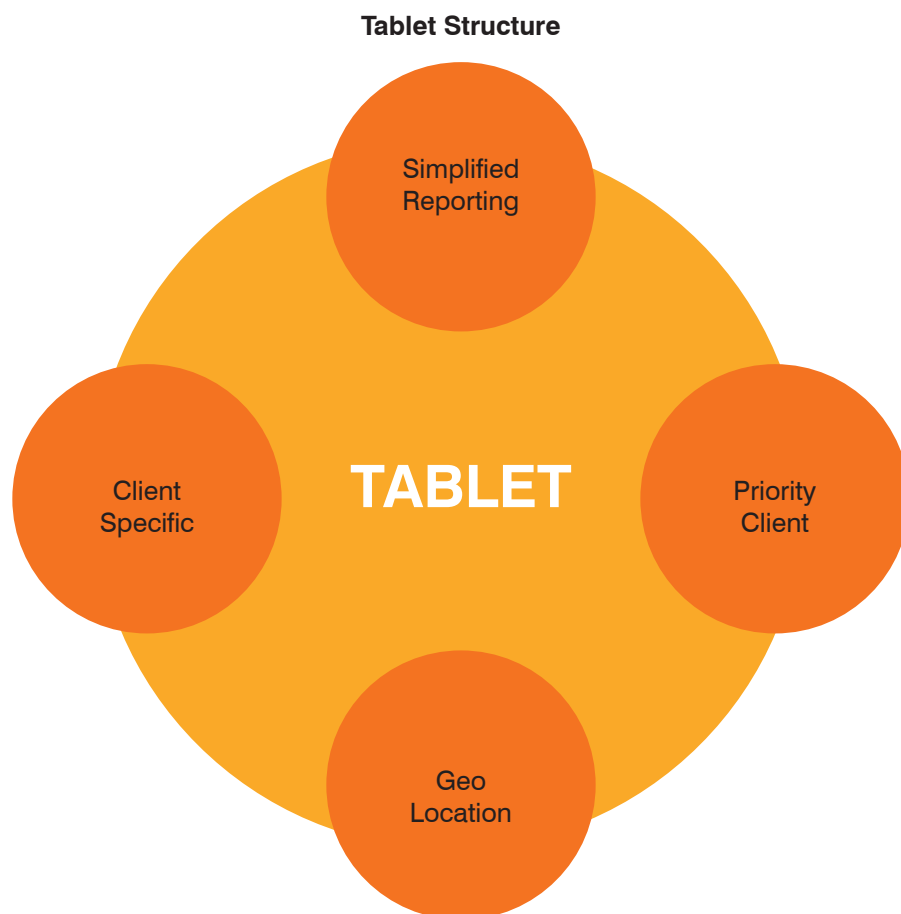 Tablet Structure
Simplified
Reporting
Client
Specific
TABLET
Priority
Client
Geo
Location